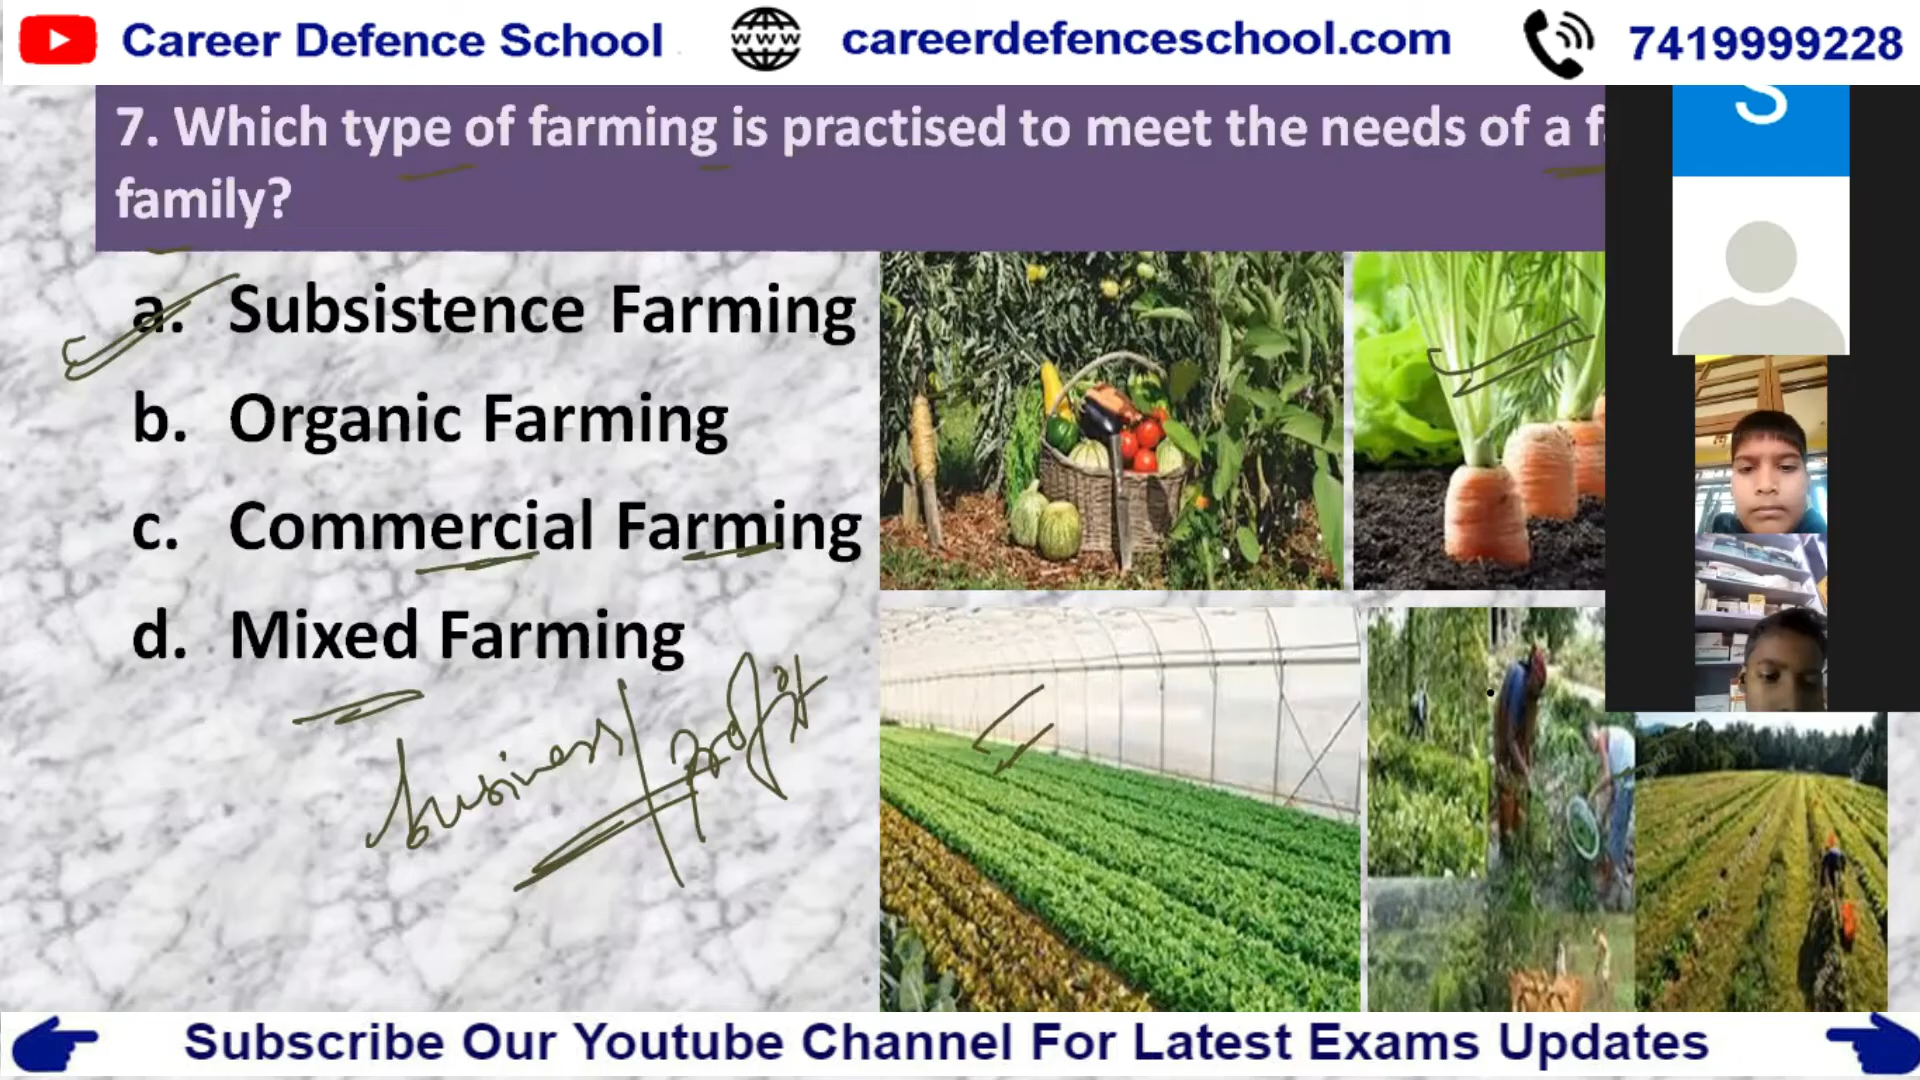 Career Defence School
www
careerdefenceschool.com
7419999228
7. Which type of farming is practised to meet the needs of a
family?
S
a. Subsistence Farming
b. Organic Farming
c. Commercial Farming
d. Mixed Farming
business/profit
Subscribe Our Youtube Channel For Latest Exams Updates